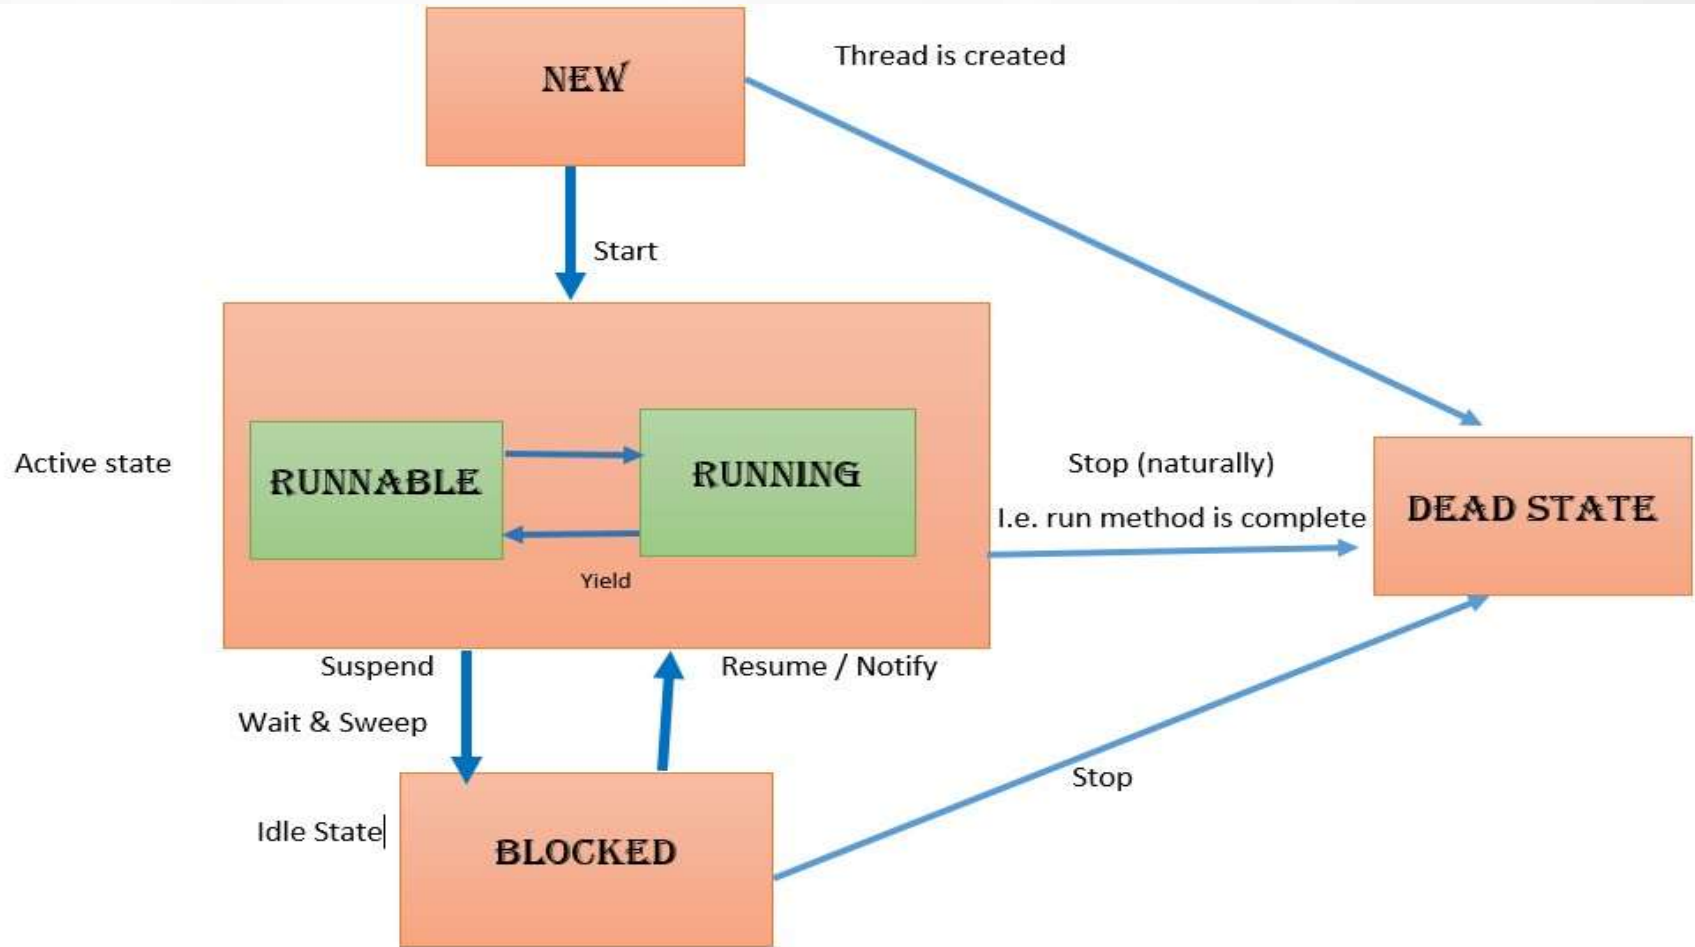 NEW
Thread is created
Start
Active state
RUNNABLE
RUNNING
Yield
Stop (naturally)
I.e. run method is complete
DEAD STATE
Suspend
Resume / Notify
Wait & Sweep
Stop
Idle State
BLOCKED